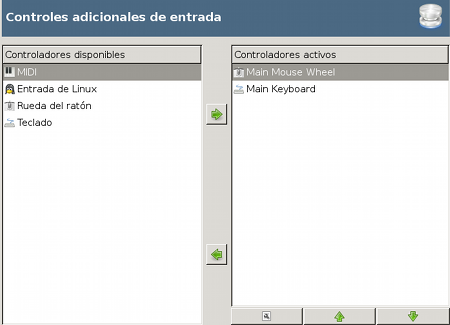 Controles adicionales de entrada
Controladores disponibles
MIDI
Entrada de Linux
Rueda del ratón
Teclado
Controladores activos
Main Mouse Wheel
Main Keyboard